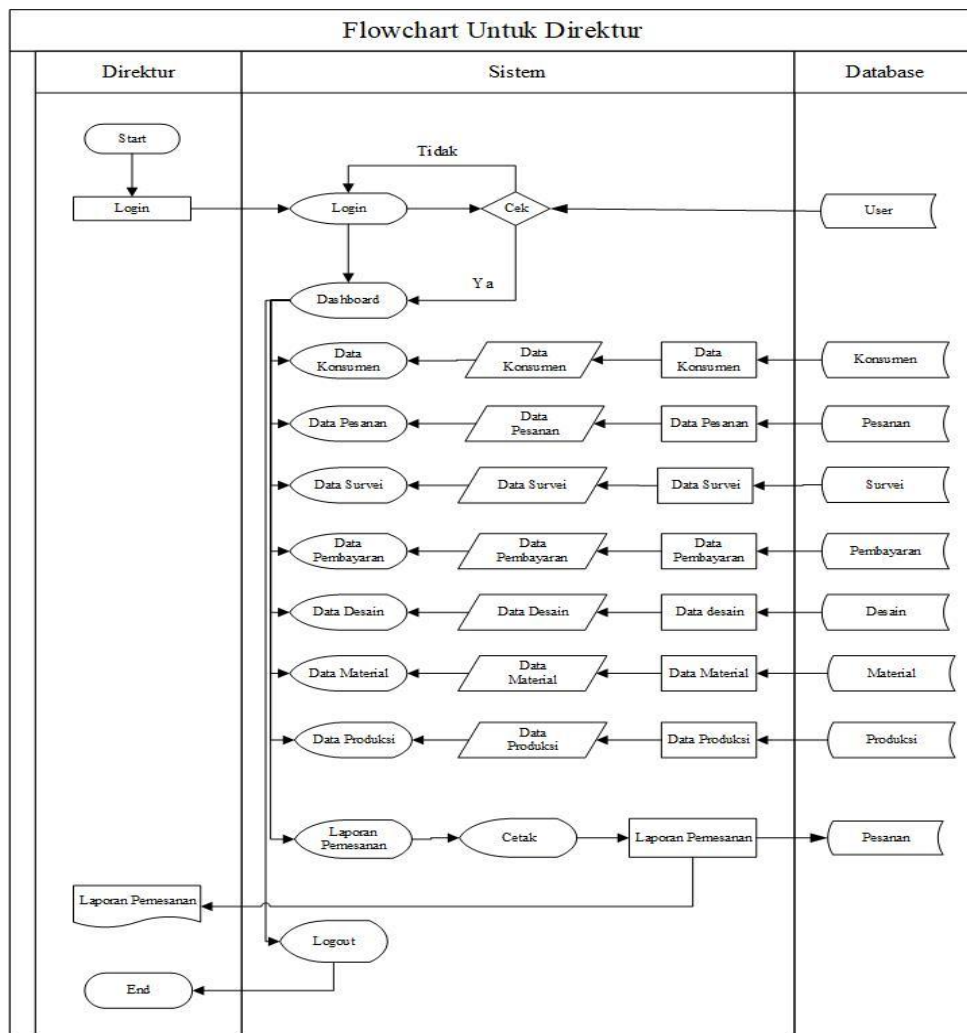 Flowchart Untuk Direktur
Direktur
Sistem
Database
Start
Tidak
Login
Login
Cek
User
Ya
Dashboard
Data
Konsumen
Data
Konsumen
Data
Konsumen
Konsumen
Data Pesanan
Data
Pesanan
Data Pesanan
Pesanan
Data Survei
Data Survei
Data Survei
Survei
Data
Pembayaran
Data
Pembayaran
Data
Pembayaran
Pembayaran
Data Desain
Data Desain
Data desain
Desain
Data Material
Data
Material
Data Material
Material
Data Produksi
Data
Produksi
Data Produksi
Produksi
Laporan
Pemesanan
Cetak
Laporan Pemesanan
Pesanan
Laporan Pemesanan
Logout
End